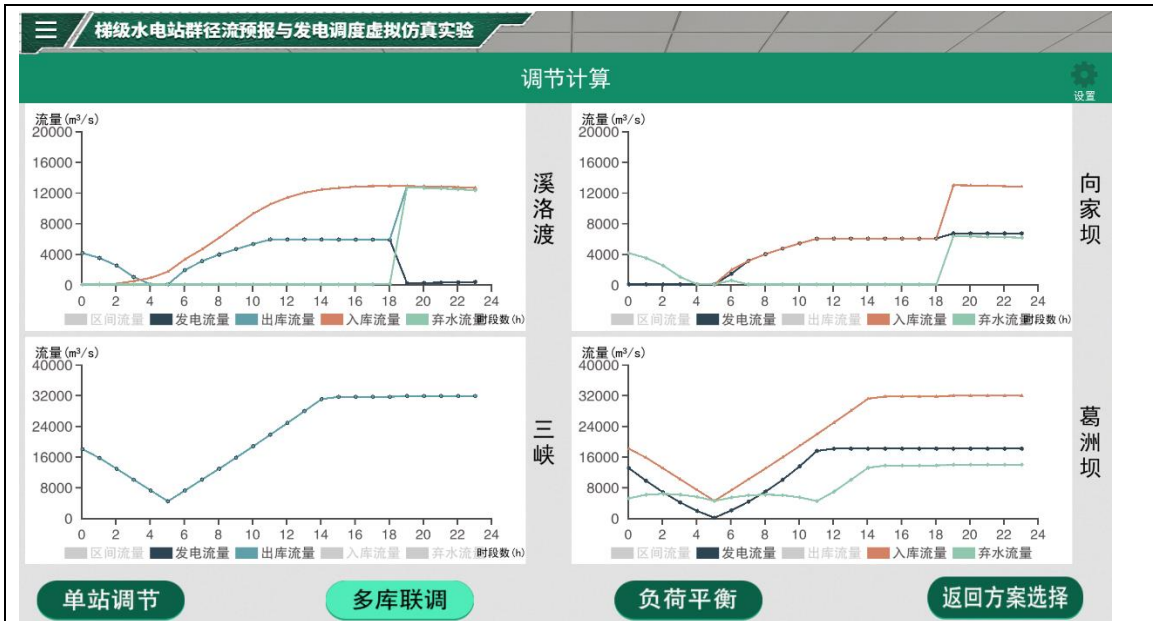 梯级水电站群径流预报与发电调度虚拟仿真实验
调节计算
设置
流量(m³/s)
20000
16000
12000
8000
4000
0
0 2 4 6 8 10 12 14 16 18 20 22 24
区间流量 发电流量 出库流量 入库流量 弃水流量 时段数(h)
溪洛渡
流量(m³/s)
20000
16000
12000
8000
4000
0
0 2 4 6 8 10 12 14 16 18 20 22 24
区间流量 发电流量 出库流量 入库流量 弃水流量 时段数(h)
向家坝
流量(m³/s)
40000
32000
24000
16000
8000
0
0 2 4 6 8 10 12 14 16 18 20 22 24
区间流量 发电流量 出库流量 入库流量 弃水流量 时段数(h)
三峡
流量(m³/s)
40000
32000
24000
16000
8000
0
0 2 4 6 8 10 12 14 16 18 20 22 24
区间流量 发电流量 出库流量 入库流量 弃水流量
葛洲坝
单站调节 多库联调 负荷平衡 返回方案选择